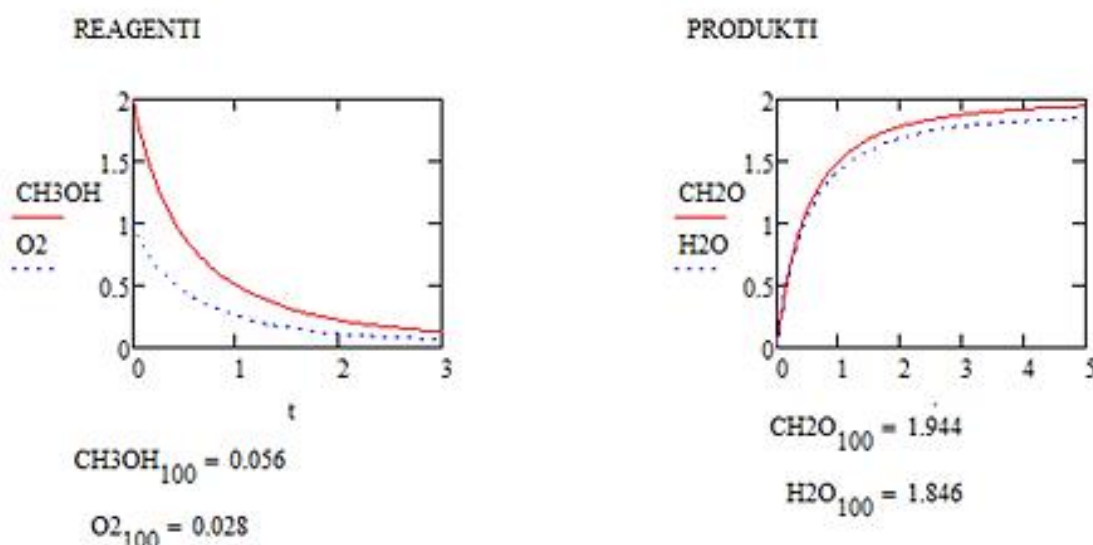 REAGENTI
2
1.5
CH3OH
1
O2
0.5
0
0 1 2 3
t
CH3OH100 = 0.056
O2100 = 0.028
PRODUKTI
2
1.5
CH2O
1
H2O
0.5
0
0 1 2 3 4 5
CH2O100 = 1.944
H2O100 = 1.846